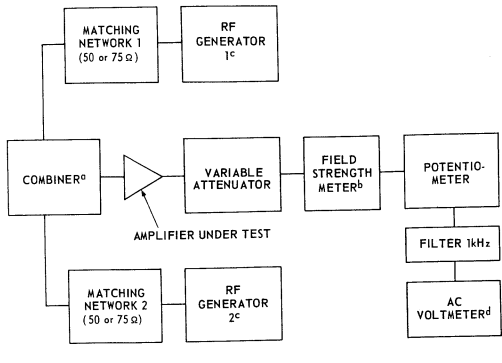 MATCHING
NETWORK 1
(50 or 75 Ω)
RF
GENERATOR
1c
COMBINERa
VARIABLE
ATTENUATOR
FIELD
STRENGTH
METERb
POTENTIO-
METER
AMPLIFIER UNDER TEST
FILTER 1kHz
MATCHING
NETWORK 2
(50 or 75 Ω)
RF
GENERATOR
2c
AC
VOLTMETERd